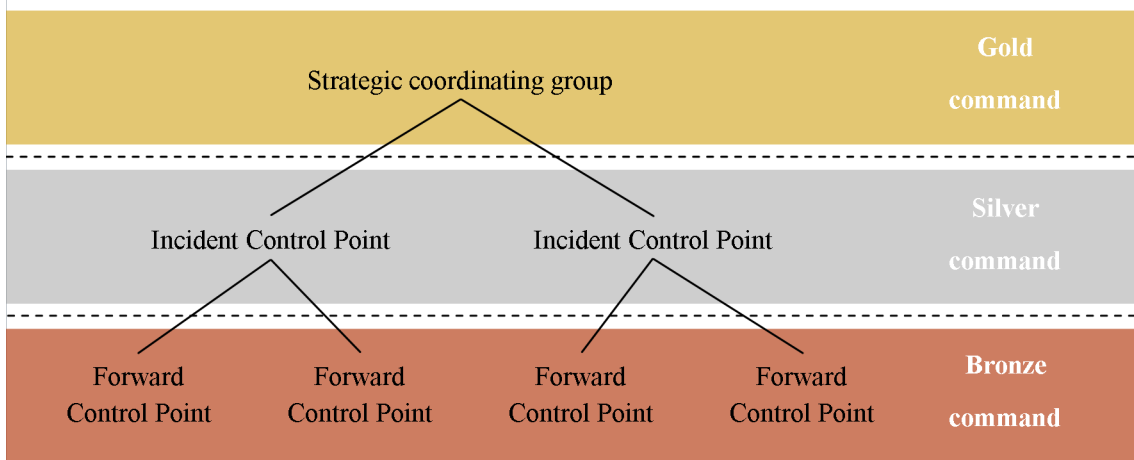 Gold
command
Strategic coordinating group
Silver
command
Incident Control Point
Incident Control Point
Bronze
command
Forward
Control Point
Forward
Control Point
Forward
Control Point
Forward
Control Point